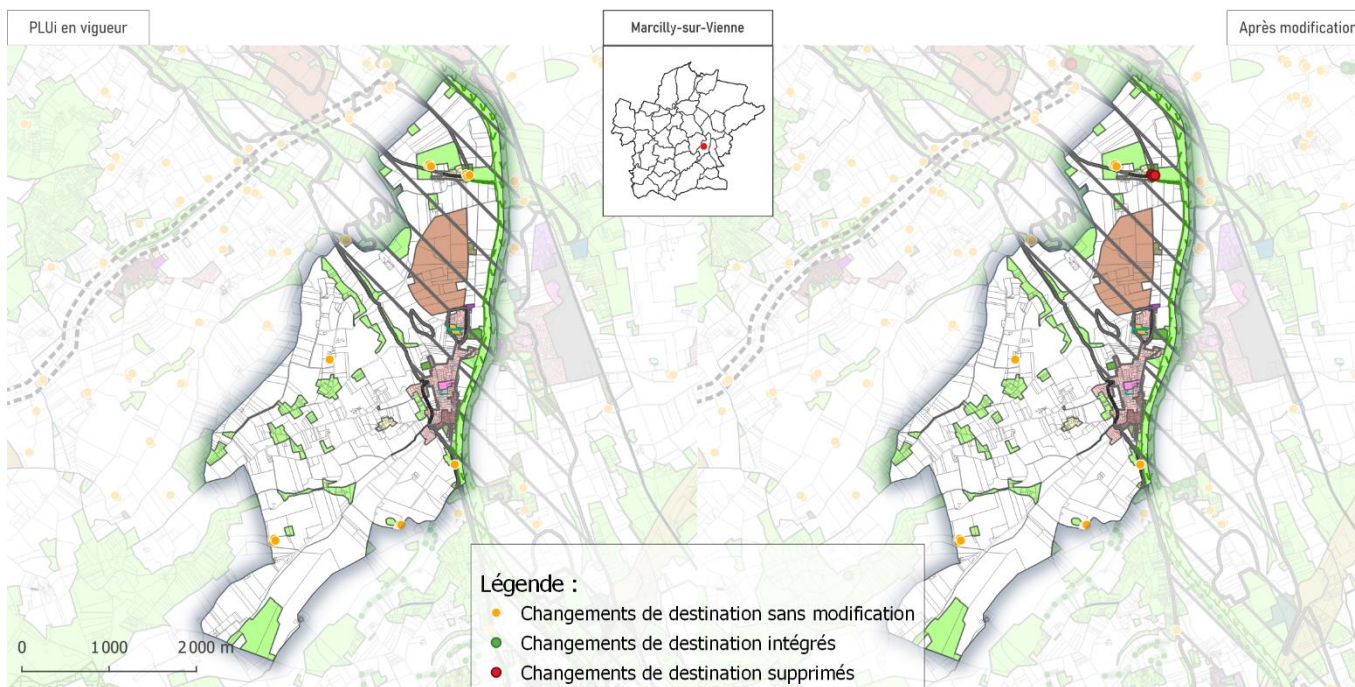 PLUi en vigueur
Marcilly-sur-Vienne
Après modification
Légende :
Changements de destination sans modification
Changements de destination intégrés
Changements de destination supprimés
0 1 000 2 000 m